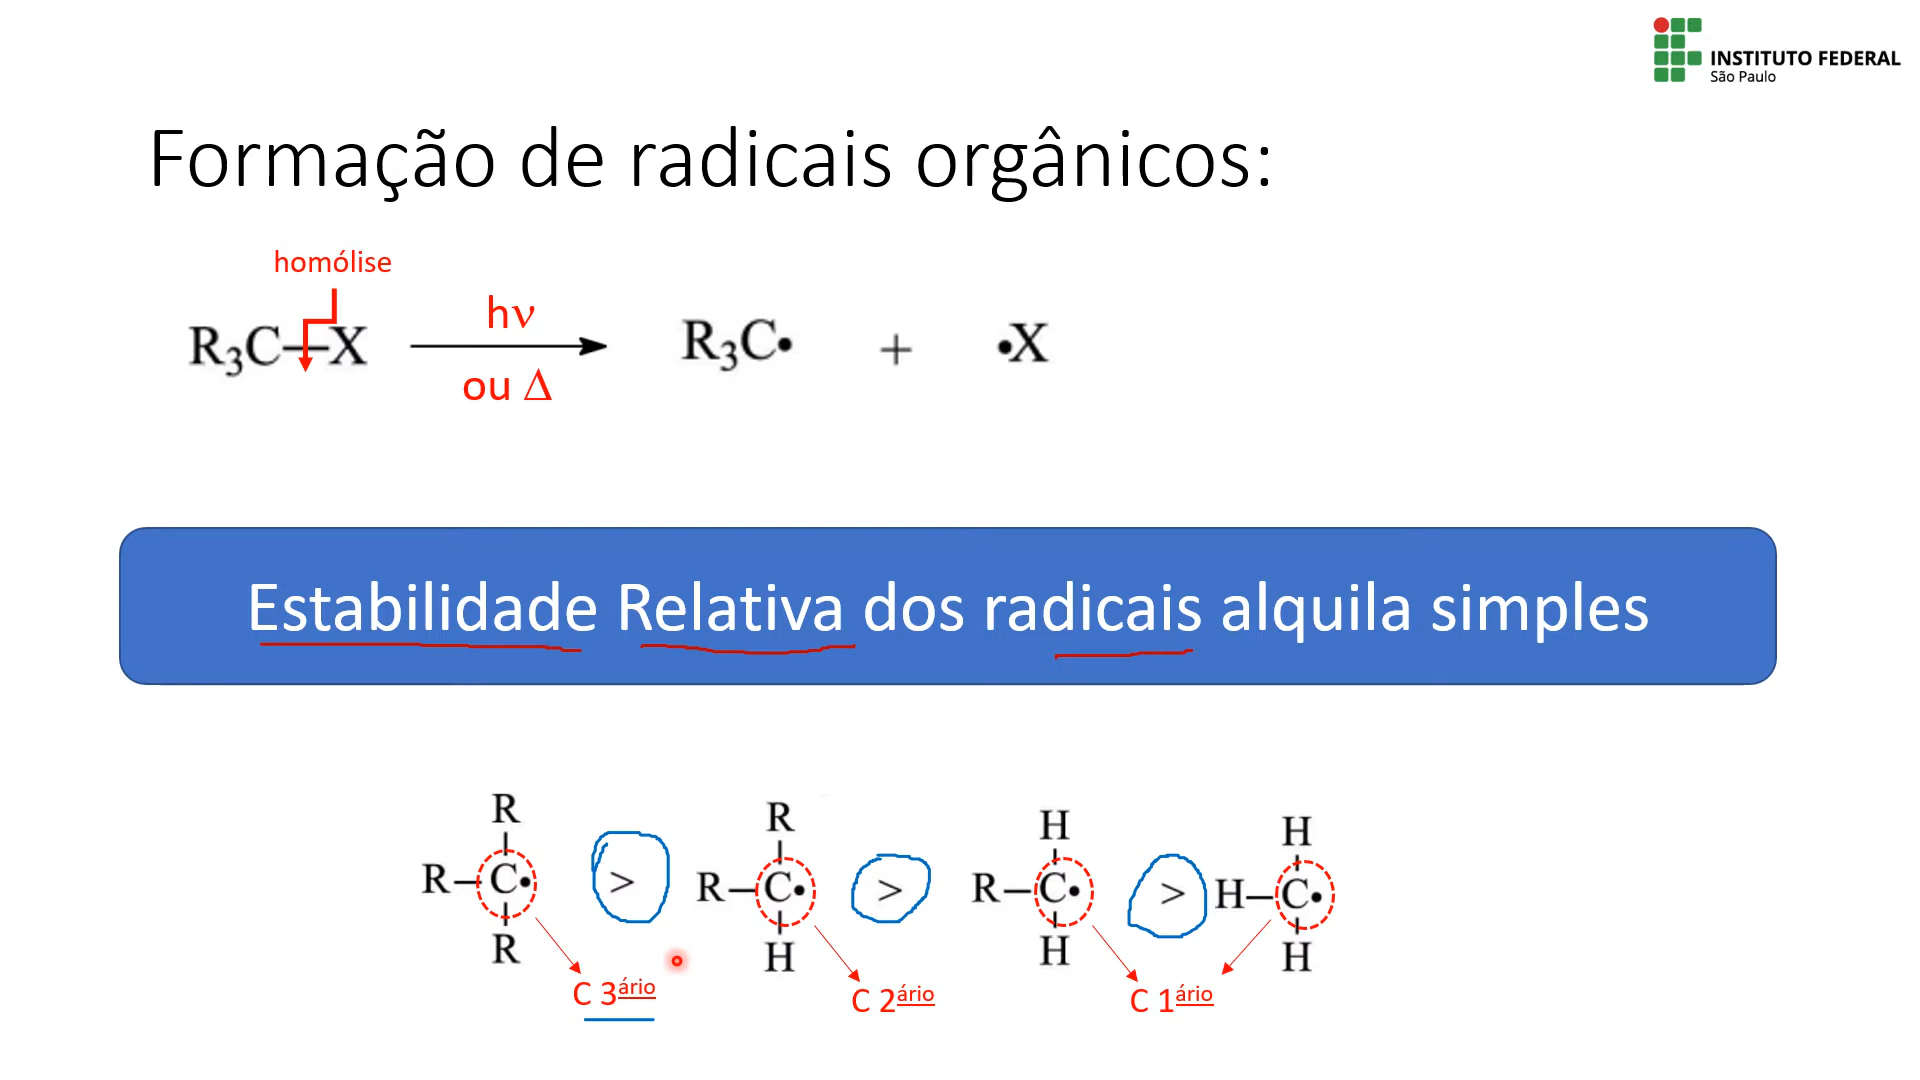 INSTITUTO FEDERAL
São Paulo
Formação de radicais orgânicos:
homólise
R₃C—X
hν
ou Δ
R₃C• + •X
Estabilidade Relativa dos radicais alquila simples
R R H H
R—C• > R—C• > R—C• > H—C•
R H H H
C 3ário C 2ário C 1ário